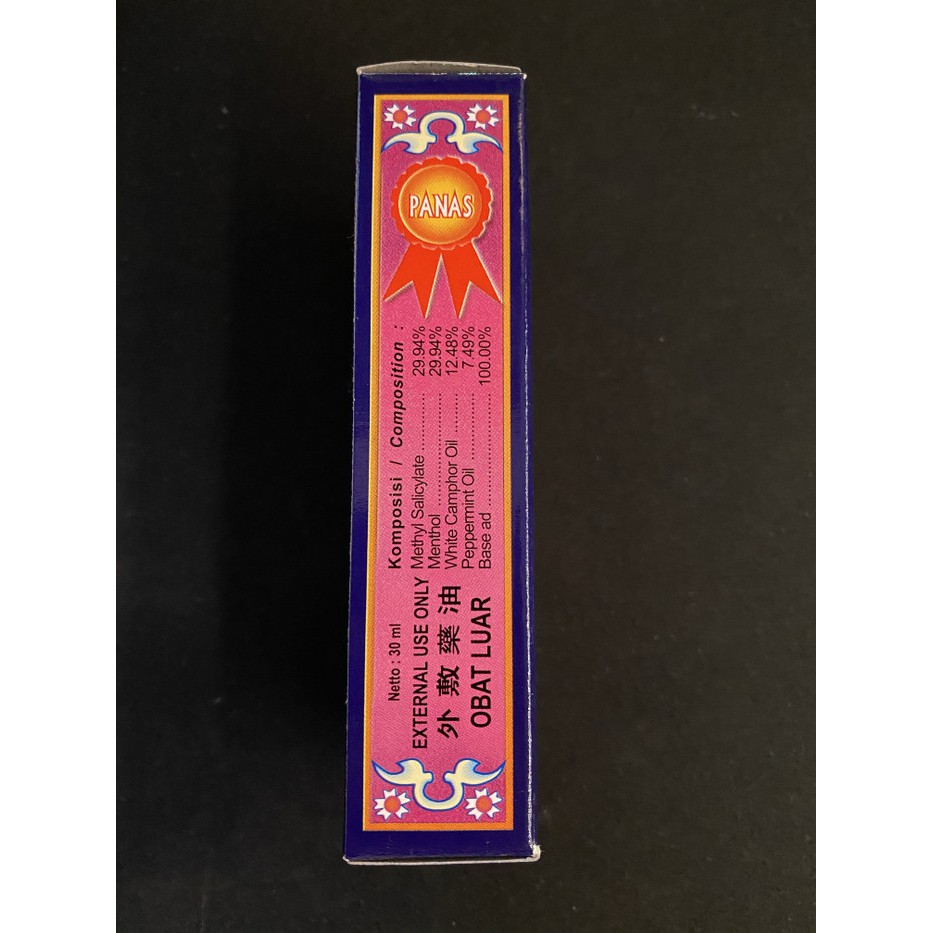 PANAS
Netto : 30 ml
EXTERNAL USE ONLY
外敷藥油
OBAT LUAR
Komposisi / Composition :
Methyl Salicylate ............. 29.94%
Menthol ........................ 29.94%
White Camphor Oil ......... 12.48%
Peppermint Oil ................ 7.49%
Base ad ...................... 100.00%